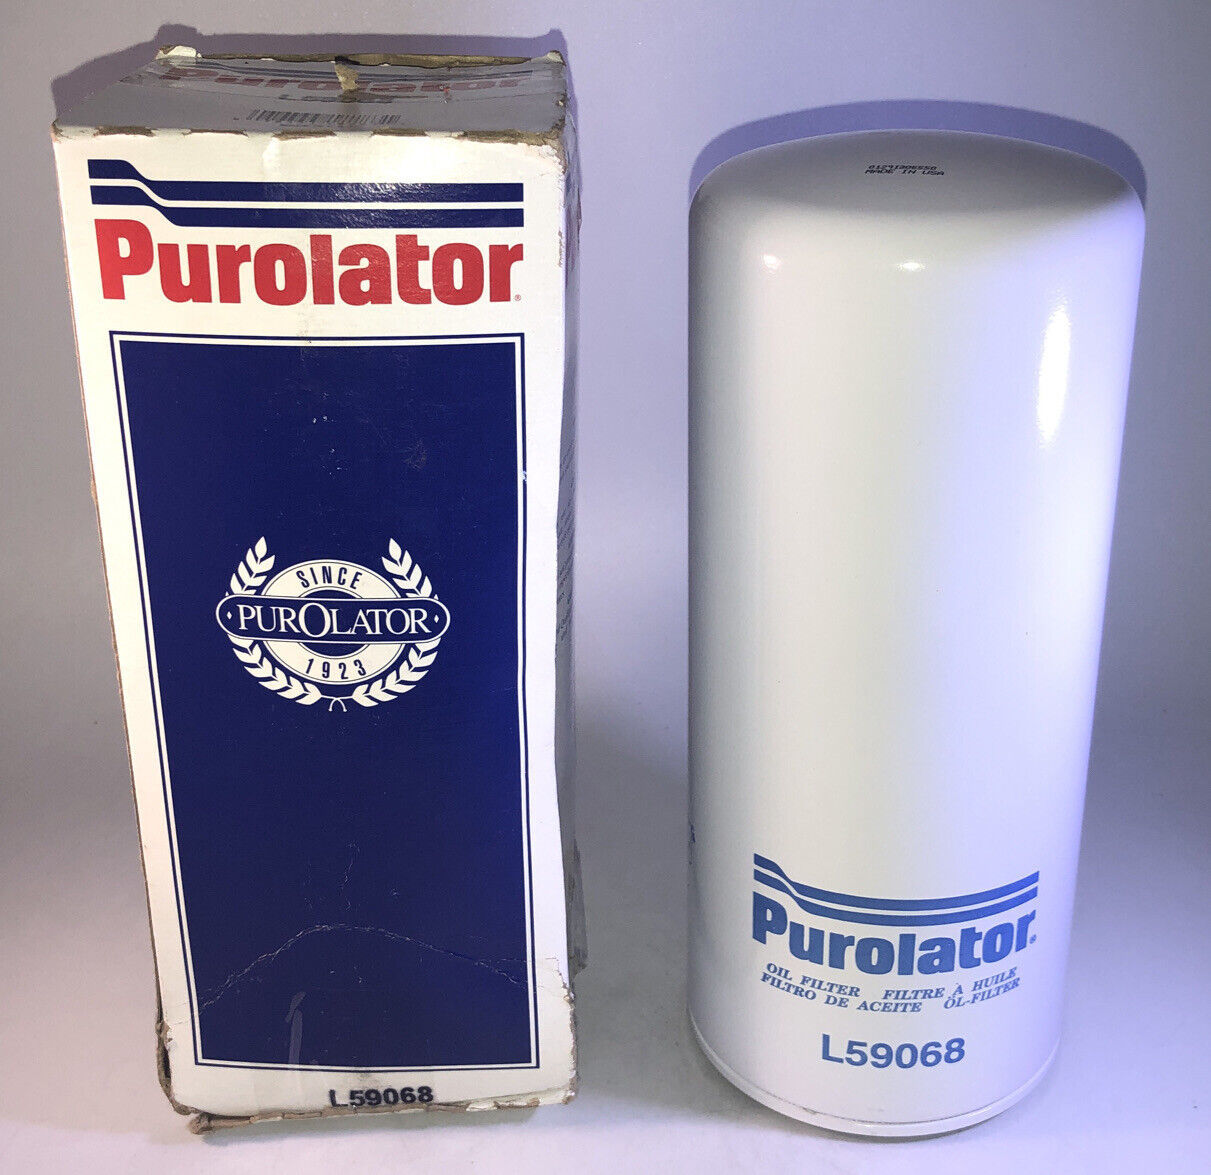 Purolator
Purolator®
SINCE
PUROLATOR
1923
L59068
MADE IN USA
Purolator®
OIL FILTER FILTRE À HUILE
FILTRO DE ACEITE ÖL-FILTER
L59068